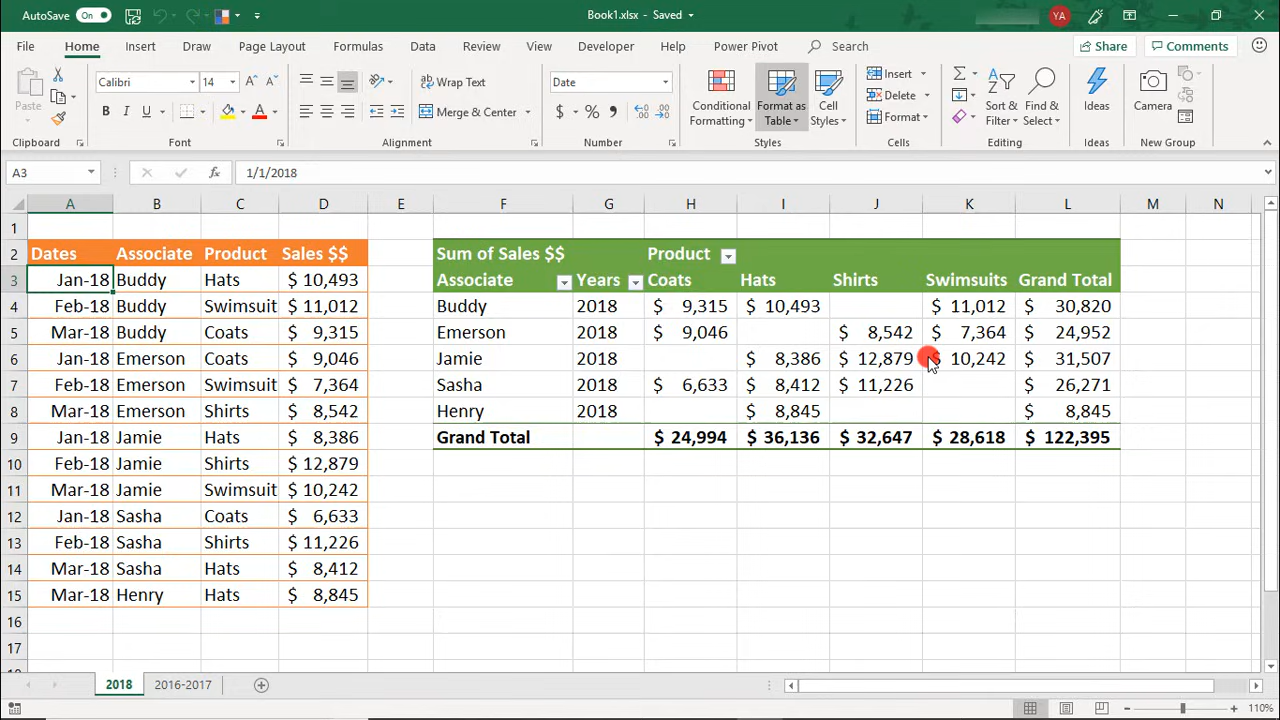 AutoSave On Book1.xlsx - Saved YA
File Home Insert Draw Page Layout Formulas Data Review View Developer Help Power Pivot Search Share Comments
Paste Calibri 14 Wrap Text Date Conditional Format as Cell Insert Sort & Find & Ideas Camera
Formatting Table Styles Delete Filter Select
B I U Merge & Center $ % Format
Clipboard Font Alignment Number Styles Cells Editing Ideas New Group
A3 fx 1/1/2018
A B C D E F G H I J K L M N
1
2 Dates Associate Product Sales $$ Sum of Sales $$ Product
3 Jan-18 Buddy Hats $ 10,493 Associate Years Coats Hats Shirts Swimsuits Grand Total
4 Feb-18 Buddy Swimsuit $ 11,012 Buddy 2018 $ 9,315 $ 10,493 $ 11,012 $ 30,820
5 Mar-18 Buddy Coats $ 9,315 Emerson 2018 $ 9,046 $ 8,542 $ 7,364 $ 24,952
6 Jan-18 Emerson Coats $ 9,046 Jamie 2018 $ 8,386 $ 12,879 $ 10,242 $ 31,507
7 Feb-18 Emerson Swimsuit $ 7,364 Sasha 2018 $ 6,633 $ 8,412 $ 11,226 $ 26,271
8 Mar-18 Emerson Shirts $ 8,542 Henry 2018 $ 8,845 $ 8,845
9 Jan-18 Jamie Hats $ 8,386 Grand Total $ 24,994 $ 36,136 $ 32,647 $ 28,618 $ 122,395
10 Feb-18 Jamie Shirts $ 12,879
11 Mar-18 Jamie Swimsuit $ 10,242
12 Jan-18 Sasha Coats $ 6,633
13 Feb-18 Sasha Shirts $ 11,226
14 Mar-18 Sasha Hats $ 8,412
15 Mar-18 Henry Hats $ 8,845
16
17
2018 2016-2017
110%